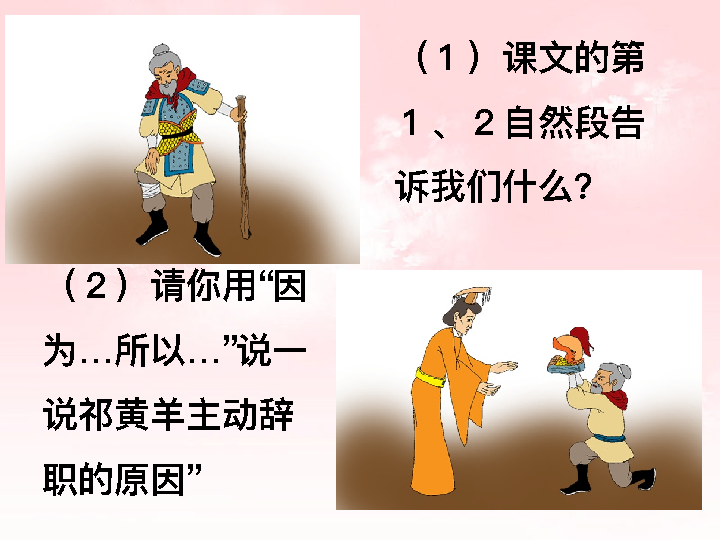 （1）课文的第
1、2自然段告
诉我们什么？
（2）请你用“因
为…所以…”说一
说祁黄羊主动辞
职的原因”